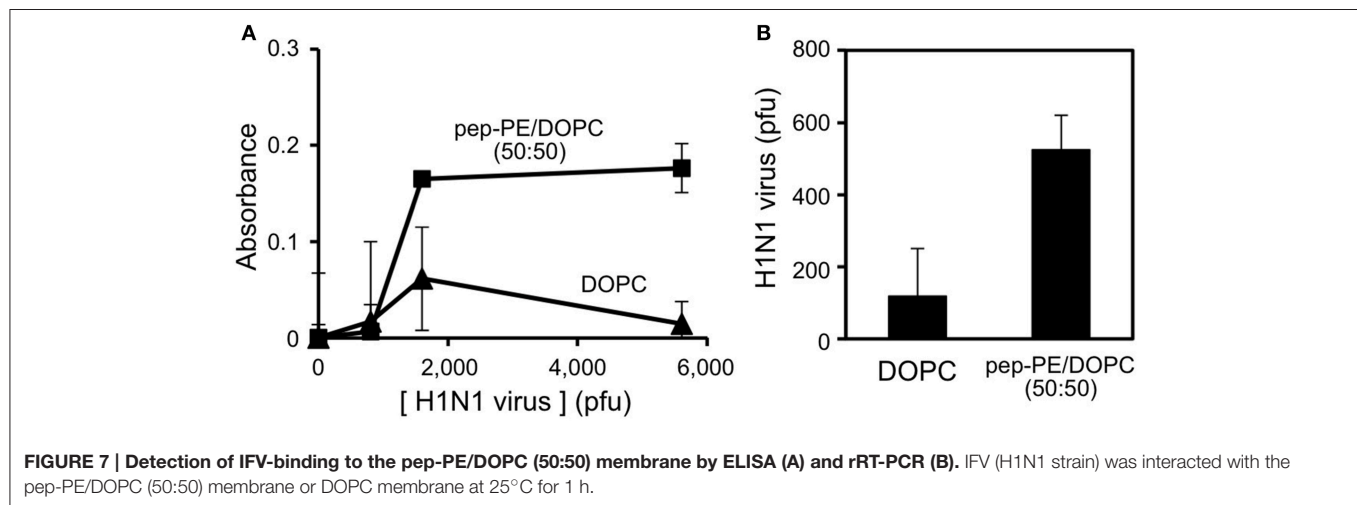 A
0.3
0.2
0.1
0
Absorbance
pep-PE/DOPC
(50:50)
DOPC
0
2,000
4,000
6,000
[ H1N1 virus ] (pfu)
B
800
600
400
200
0
H1N1 virus (pfu)
DOPC
pep-PE/DOPC
(50:50)
FIGURE 7 | Detection of IFV-binding to the pep-PE/DOPC (50:50) membrane by ELISA (A) and rRT-PCR (B). IFV (H1N1 strain) was interacted with the
pep-PE/DOPC (50:50) membrane or DOPC membrane at 25°C for 1 h.